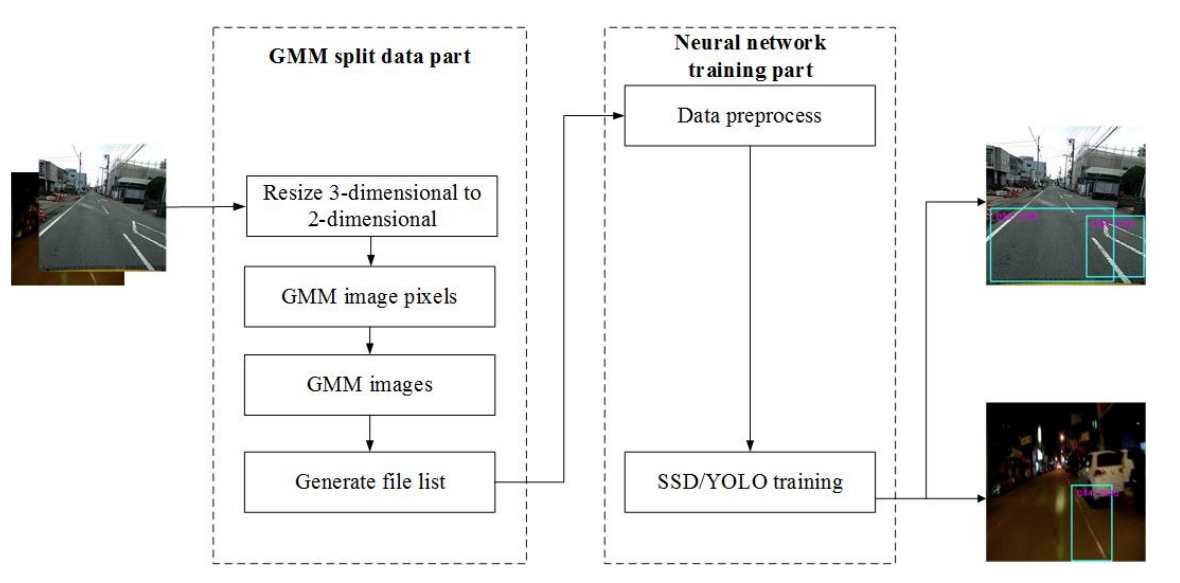 GMM split data part
Resize 3-dimensional to
2-dimensional
GMM image pixels
GMM images
Generate file list
Neural network
training part
Data preprocess
SSD/YOLO training